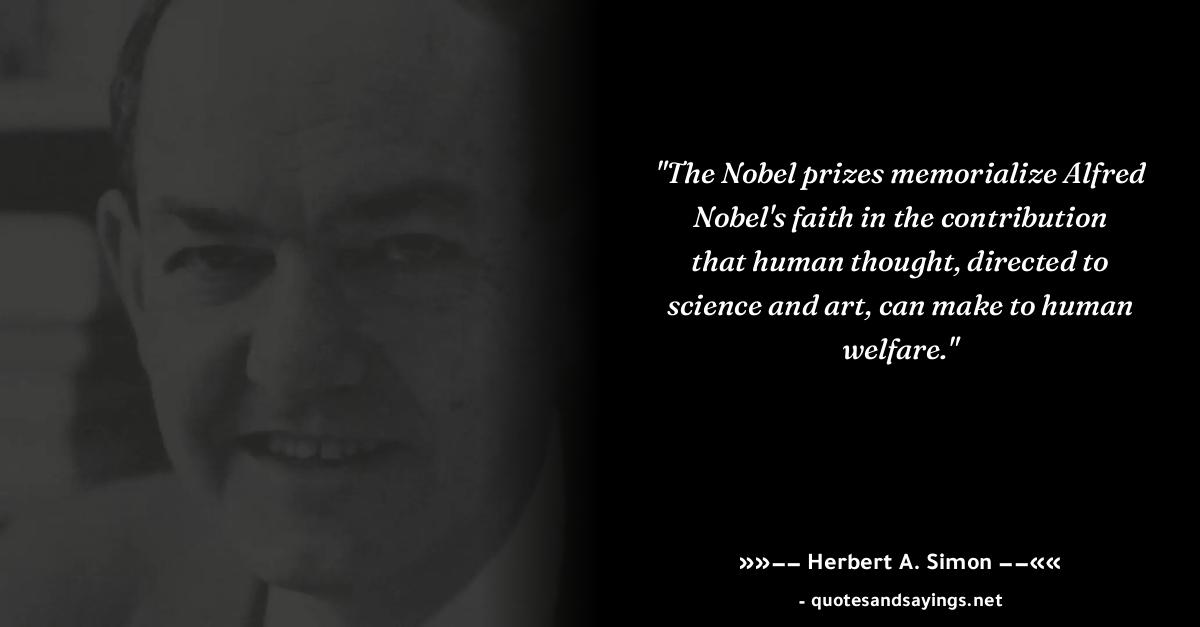 "The Nobel prizes memorialize Alfred
Nobel's faith in the contribution
that human thought, directed to
science and art, can make to human
welfare."
»»−− Herbert A. Simon −−««
- quotesandsayings.net